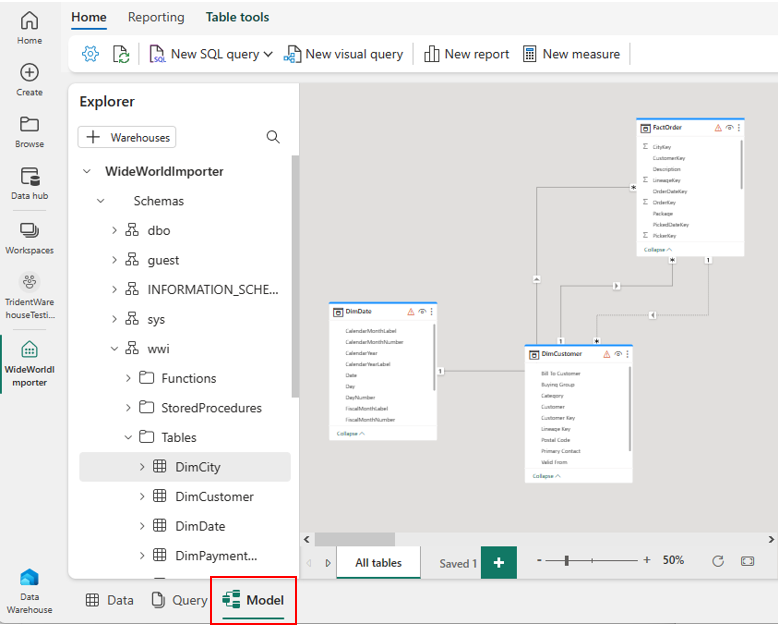 Home
Create
Browse
Data hub
Workspaces
TridentWare
houseTesti...
WideWorldI
mporter
Data
Warehouse
Home Reporting Table tools
New SQL query New visual query New report New measure
Explorer
+ Warehouses
WideWorldImporter
Schemas
dbo
guest
INFORMATION_SCHE...
sys
wwi
Functions
StoredProcedures
Tables
DimCity
DimCustomer
DimDate
DimPayment...
FactOrder
CityKey
CustomerKey
Description
LineageKey
OrderDateKey
OrderKey
Package
PickedDateKey
PickerKey
Collapse
* 
* 1
DimDate
CalendarMonthLabel
CalendarMonthNumber
CalendarYear
CalendarYearLabel
Date
Day
DayNumber
FiscalMonthLabel
FiscalMonthNumber
Collapse
1
1 *
DimCustomer
Bill To Customer
Buying Group
Category
Customer
Customer Key
Lineage Key
Postal Code
Primary Contact
Valid From
Collapse
All tables Saved 1 + - + 50%
Data Query Model